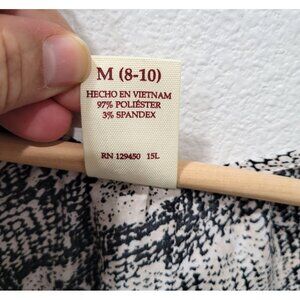 M (8-10)
HECHO EN VIETNAM
97% POLIÉSTER
3% SPANDEX
RN 129450 15L